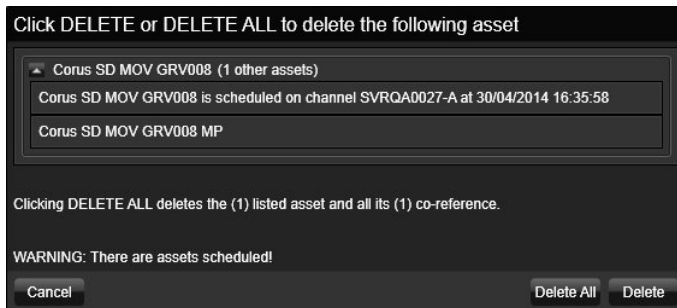 Click DELETE or DELETE ALL to delete the following asset
Corus SD MOV GRV008 (1 other assets)
Corus SD MOV GRV008 is scheduled on channel SVRQA0027-A at 30/04/2014 16:35:58
Corus SD MOV GRV008 MP
Clicking DELETE ALL deletes the (1) listed asset and all its (1) co-reference.
WARNING: There are assets scheduled!
Cancel
Delete All
Delete